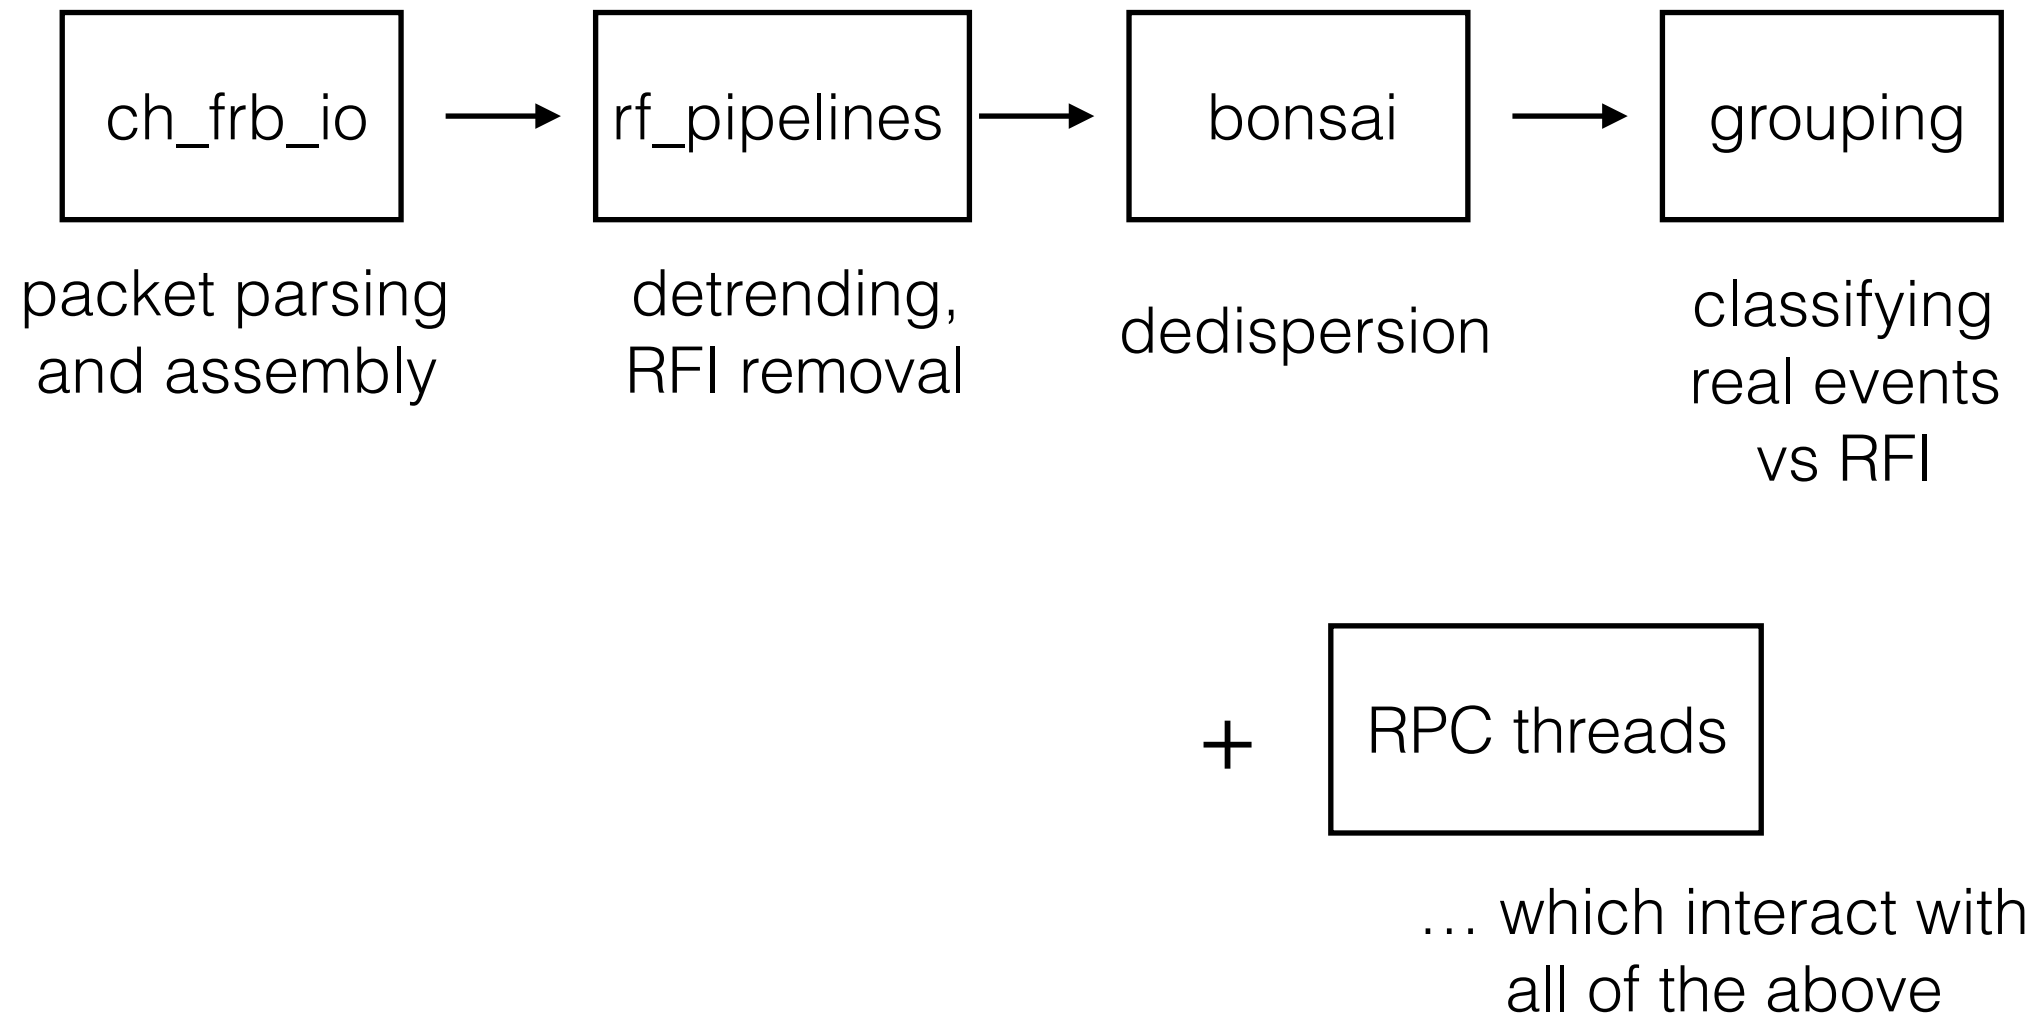 ch_frb_io
rf_pipelines
bonsai
grouping
packet parsing
and assembly
detrending,
RFI removal
dedispersion
classifying
real events
vs RFI
+
RPC threads
… which interact with
all of the above